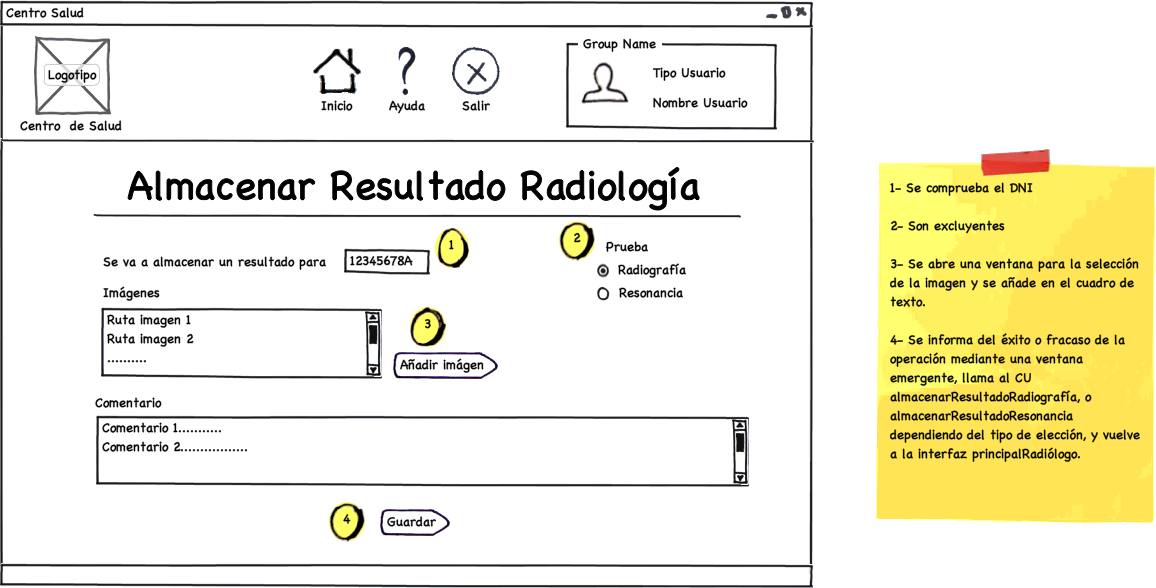 Centro Salud
Logotipo
Centro de Salud
Inicio
Ayuda
Salir
Group Name
Tipo Usuario
Nombre Usuario
Almacenar Resultado Radiología
Se va a almacenar un resultado para
12345678A
1
2
Prueba
Radiografía
Resonancia
Imágenes
Ruta imagen 1
Ruta imagen 2
..........
3
Añadir imágen
Comentario
Comentario 1...........
Comentario 2.................
4
Guardar
1- Se comprueba el DNI
2- Son excluyentes
3- Se abre una ventana para la selección
de la imagen y se añade en el cuadro de
texto.
4- Se informa del éxito o fracaso de la
operación mediante una ventana
emergente, llama al CU
almacenarResultadoRadiografía, o
almacenarResultadoResonancia
dependiendo del tipo de elección, y vuelve
a la interfaz principalRadiólogo.